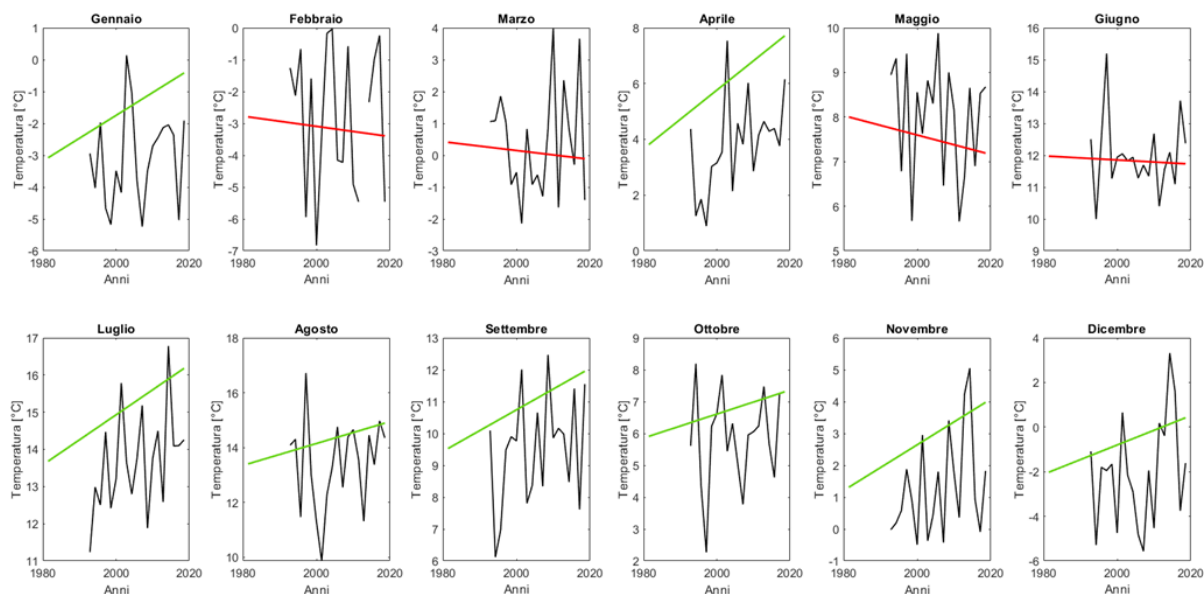 Gennaio Febbraio Marzo Aprile Maggio Giugno
1 0 4 8 11 16
0 -1 3 10 15
-1 -2 2 6 9 14
-2 -3 1 8 13
-3 0 4 12
-4 -4 -1 7 11
-5 -5 2 6 10
-6 -2
-6 -7 -3 0 5 9
Temperatura [°C] Temperatura [°C] Temperatura [°C] Temperatura [°C] Temperatura [°C] Temperatura [°C]
1980 2000 2020 1980 2000 2020 1980 2000 2020 1980 2000 2020 1980 2000 2020 1980 2000 2020
Anni Anni Anni Anni Anni Anni
Luglio Agosto Settembre Ottobre Novembre Dicembre
17 18 13 9 6 4
16 12 8 5 2
16 11 7 4
15 10 6 3 0
14 14 9 5 2 -2
13 8 4 1
12 12 7 3 0 -4
11 10 6 2 -1 -6
Temperatura [°C] Temperatura [°C] Temperatura [°C] Temperatura [°C] Temperatura [°C] Temperatura [°C]
1980 2000 2020 1980 2000 2020 1980 2000 2020 1980 2000 2020 1980 2000 2020 1980 2000 2020
Anni Anni Anni Anni Anni Anni